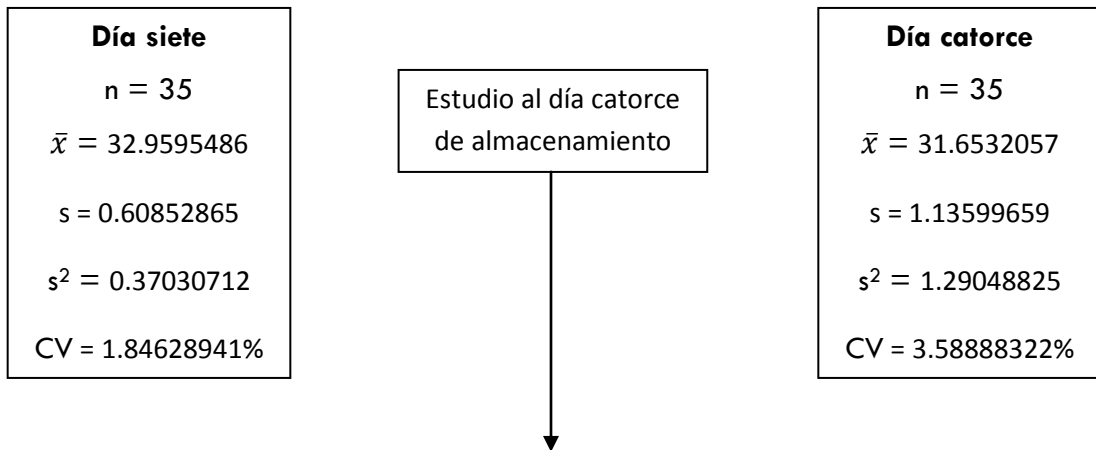 Día siete
n = 35
x̄ = 32.9595486
s = 0.60852865
s² = 0.37030712
CV = 1.84628941%
Estudio al día catorce
de almacenamiento
Día catorce
n = 35
x̄ = 31.6532057
s = 1.13599659
s² = 1.29048825
CV = 3.58888322%